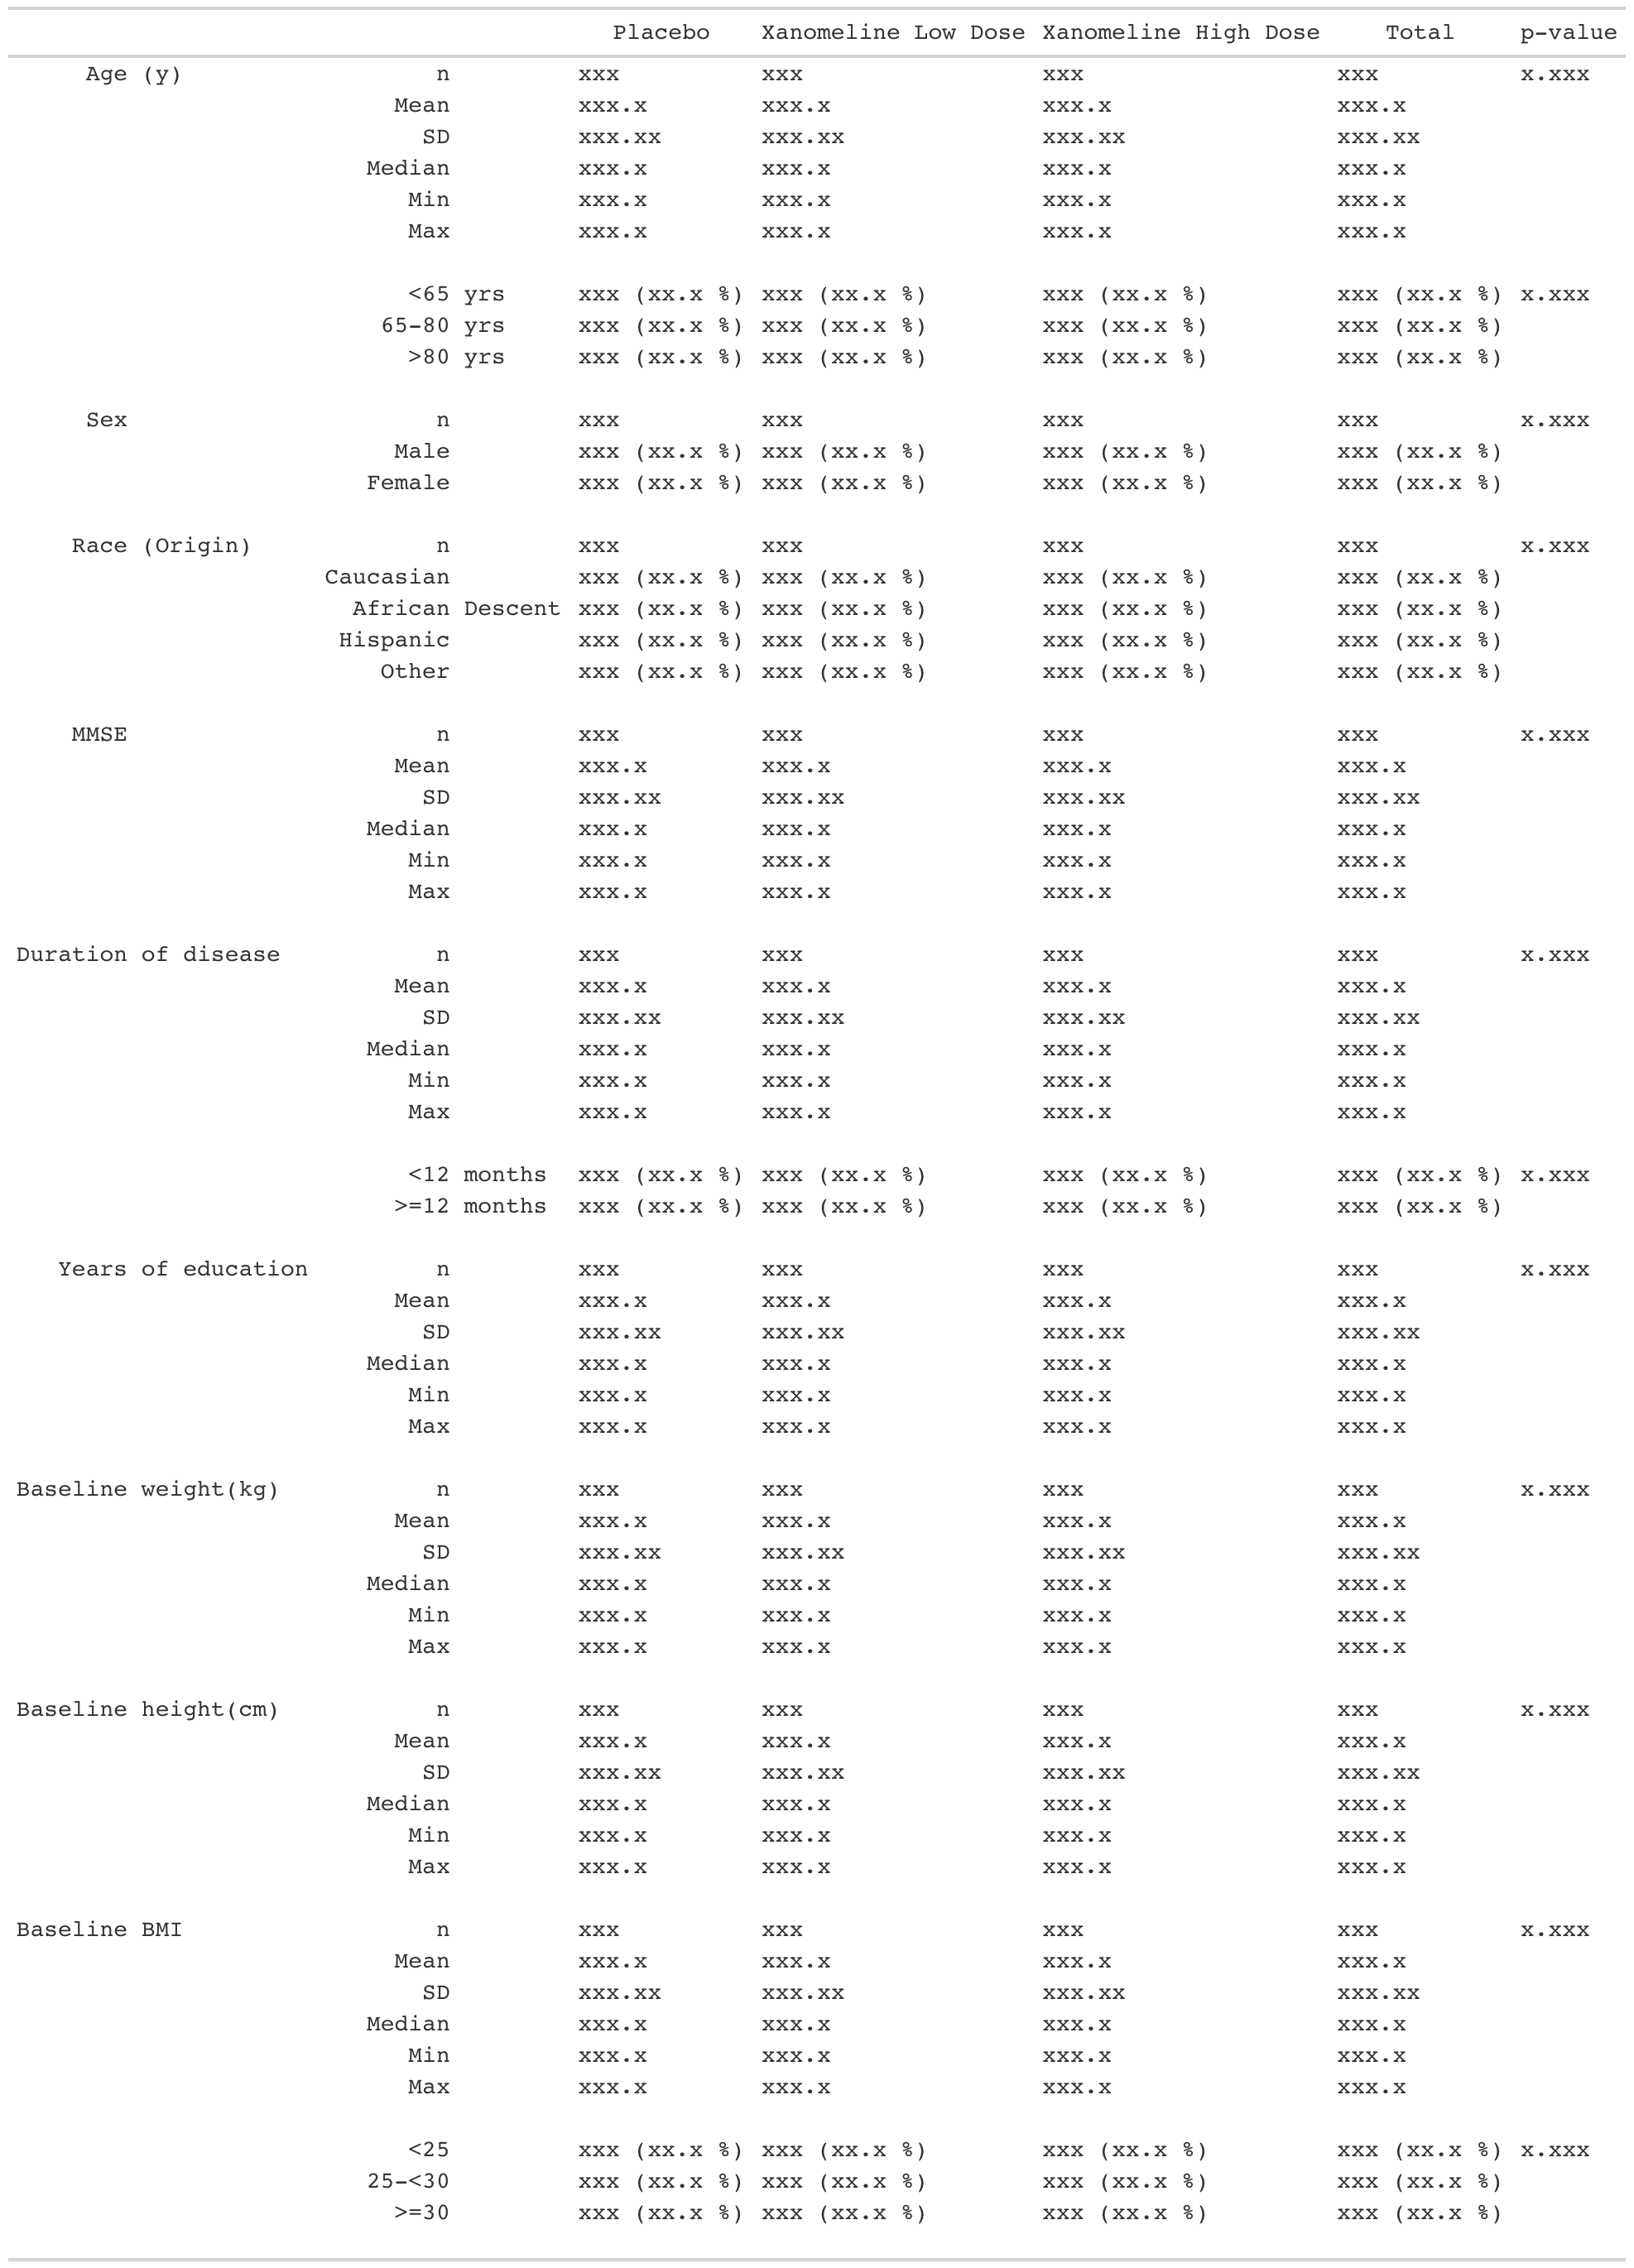 Placebo Xanomeline Low Dose Xanomeline High Dose Total p-value
Age (y) n xxx xxx xxx xxx x.xxx
Mean xxx.x xxx.x xxx.x xxx.x
SD xxx.xx xxx.xx xxx.xx xxx.xx
Median xxx.x xxx.x xxx.x xxx.x
Min xxx.x xxx.x xxx.x xxx.x
Max xxx.x xxx.x xxx.x xxx.x
<65 yrs xxx (xx.x %) xxx (xx.x %) xxx (xx.x %) xxx (xx.x %) x.xxx
65-80 yrs xxx (xx.x %) xxx (xx.x %) xxx (xx.x %) xxx (xx.x %)
>80 yrs xxx (xx.x %) xxx (xx.x %) xxx (xx.x %) xxx (xx.x %)
Sex n xxx xxx xxx xxx x.xxx
Male xxx (xx.x %) xxx (xx.x %) xxx (xx.x %) xxx (xx.x %)
Female xxx (xx.x %) xxx (xx.x %) xxx (xx.x %) xxx (xx.x %)
Race (Origin) n xxx xxx xxx xxx x.xxx
Caucasian xxx (xx.x %) xxx (xx.x %) xxx (xx.x %) xxx (xx.x %)
African Descent xxx (xx.x %) xxx (xx.x %) xxx (xx.x %) xxx (xx.x %)
Hispanic xxx (xx.x %) xxx (xx.x %) xxx (xx.x %) xxx (xx.x %)
Other xxx (xx.x %) xxx (xx.x %) xxx (xx.x %) xxx (xx.x %)
MMSE n xxx xxx xxx xxx x.xxx
Mean xxx.x xxx.x xxx.x xxx.x
SD xxx.xx xxx.xx xxx.xx xxx.xx
Median xxx.x xxx.x xxx.x xxx.x
Min xxx.x xxx.x xxx.x xxx.x
Max xxx.x xxx.x xxx.x xxx.x
Duration of disease n xxx xxx xxx xxx x.xxx
Mean xxx.x xxx.x xxx.x xxx.x
SD xxx.xx xxx.xx xxx.xx xxx.xx
Median xxx.x xxx.x xxx.x xxx.x
Min xxx.x xxx.x xxx.x xxx.x
Max xxx.x xxx.x xxx.x xxx.x
<12 months xxx (xx.x %) xxx (xx.x %) xxx (xx.x %) xxx (xx.x %) x.xxx
>=12 months xxx (xx.x %) xxx (xx.x %) xxx (xx.x %) xxx (xx.x %)
Years of education n xxx xxx xxx xxx x.xxx
Mean xxx.x xxx.x xxx.x xxx.x
SD xxx.xx xxx.xx xxx.xx xxx.xx
Median xxx.x xxx.x xxx.x xxx.x
Min xxx.x xxx.x xxx.x xxx.x
Max xxx.x xxx.x xxx.x xxx.x
Baseline weight(kg) n xxx xxx xxx xxx x.xxx
Mean xxx.x xxx.x xxx.x xxx.x
SD xxx.xx xxx.xx xxx.xx xxx.xx
Median xxx.x xxx.x xxx.x xxx.x
Min xxx.x xxx.x xxx.x xxx.x
Max xxx.x xxx.x xxx.x xxx.x
Baseline height(cm) n xxx xxx xxx xxx x.xxx
Mean xxx.x xxx.x xxx.x xxx.x
SD xxx.xx xxx.xx xxx.xx xxx.xx
Median xxx.x xxx.x xxx.x xxx.x
Min xxx.x xxx.x xxx.x xxx.x
Max xxx.x xxx.x xxx.x xxx.x
Baseline BMI n xxx xxx xxx xxx x.xxx
Mean xxx.x xxx.x xxx.x xxx.x
SD xxx.xx xxx.xx xxx.xx xxx.xx
Median xxx.x xxx.x xxx.x xxx.x
Min xxx.x xxx.x xxx.x xxx.x
Max xxx.x xxx.x xxx.x xxx.x
<25 xxx (xx.x %) xxx (xx.x %) xxx (xx.x %) xxx (xx.x %) x.xxx
25-<30 xxx (xx.x %) xxx (xx.x %) xxx (xx.x %) xxx (xx.x %)
>=30 xxx (xx.x %) xxx (xx.x %) xxx (xx.x %) xxx (xx.x %)